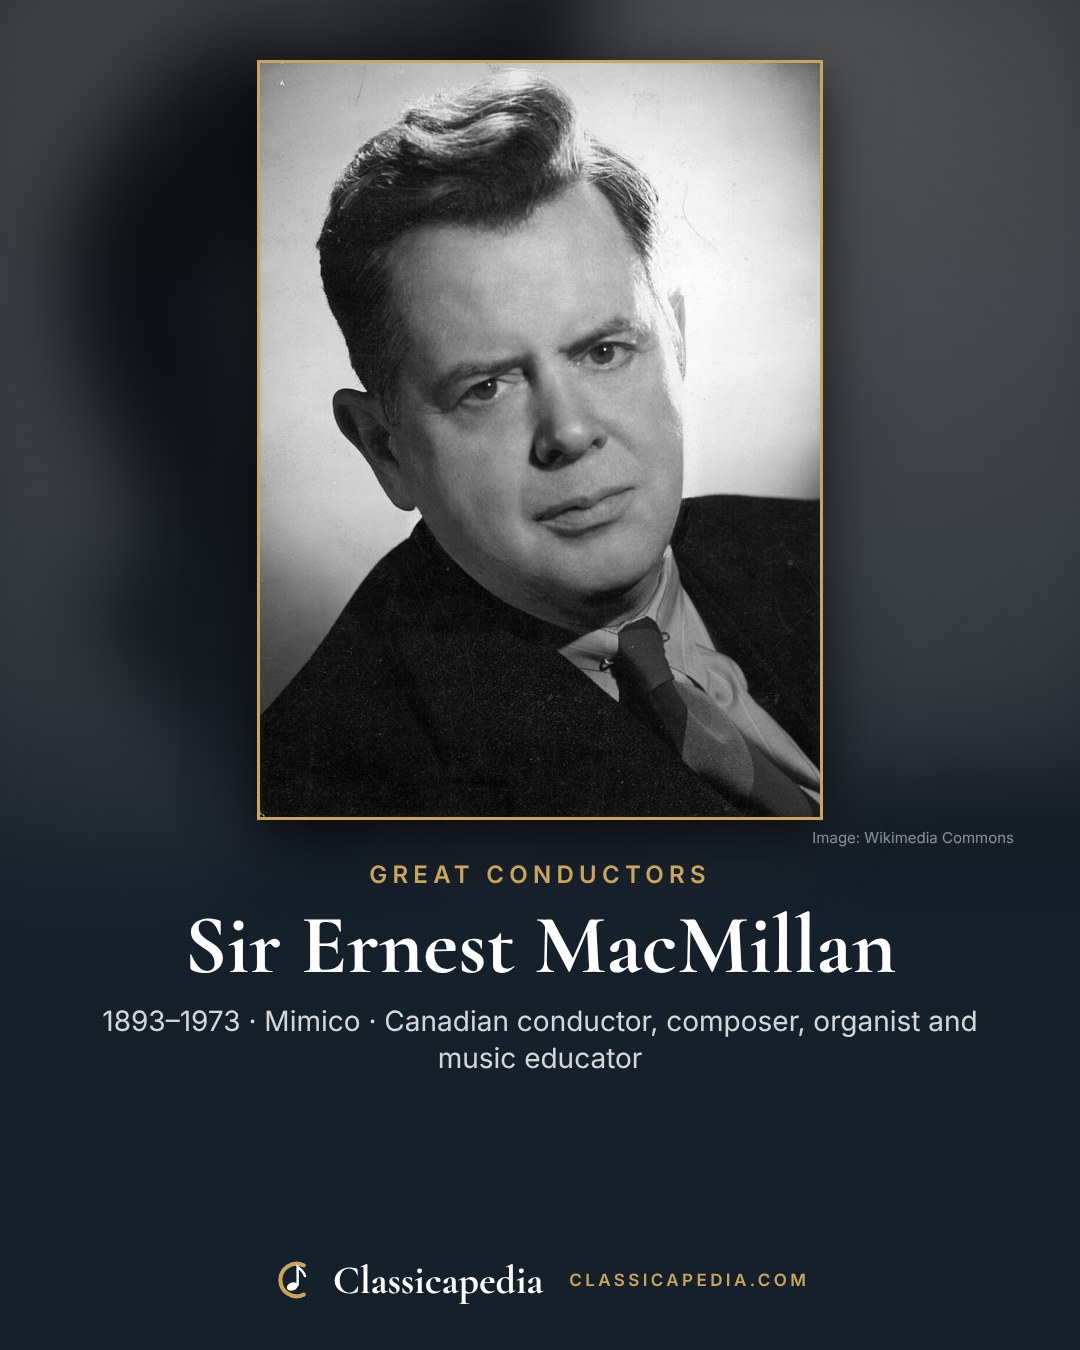 Image: Wikimedia Commons
GREAT CONDUCTORS
Sir Ernest MacMillan
1893–1973 · Mimico · Canadian conductor, composer, organist and
music educator
Classicapedia CLASSICAPEDIA.COM